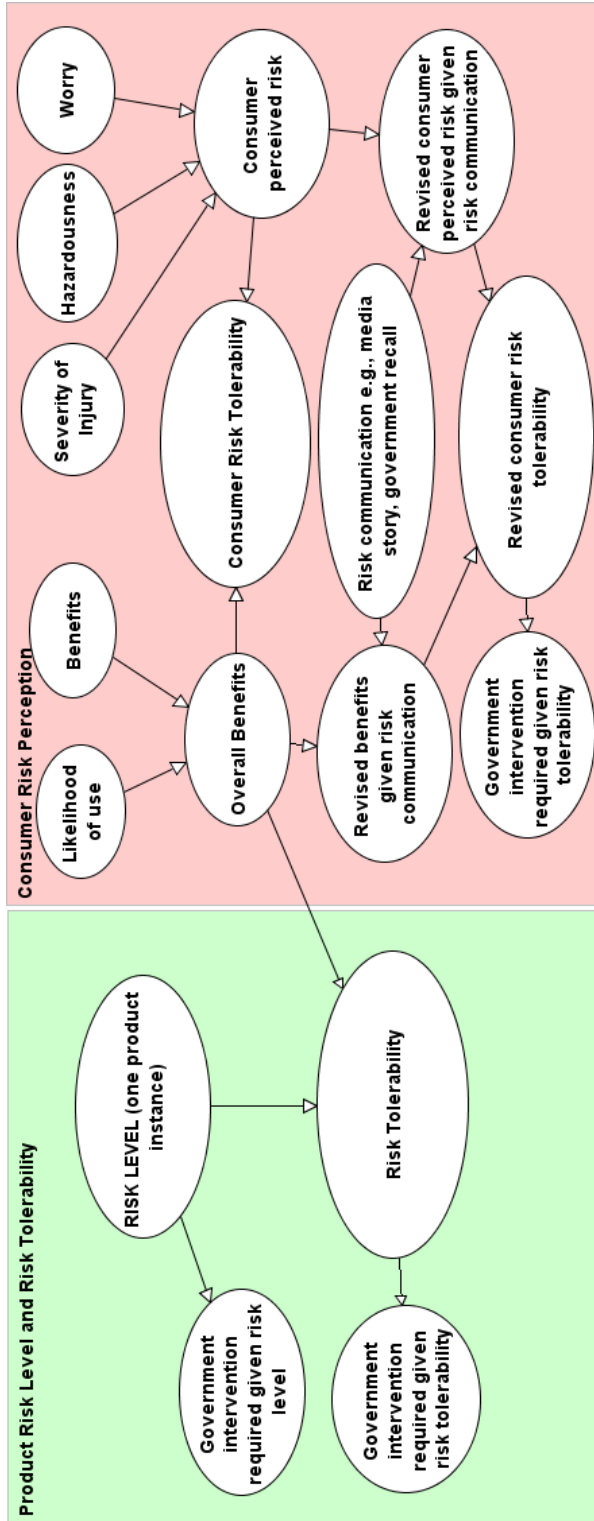 Product Risk Level and Risk Tolerability
RISK LEVEL (one product
instance)
Government
intervention
required given risk
level
Risk Tolerability
Government
intervention
required given
risk tolerability
Consumer Risk Perception
Likelihood
of use
Benefits
Severity of
Injury
Hazardousness
Worry
Overall Benefits
Consumer Risk Tolerability
Consumer
perceived risk
Revised benefits
given risk
communication
Risk communication e.g., media
story, government recall
Revised consumer
perceived risk given
risk communication
Government
intervention
required given risk
tolerability
Revised consumer risk
tolerability